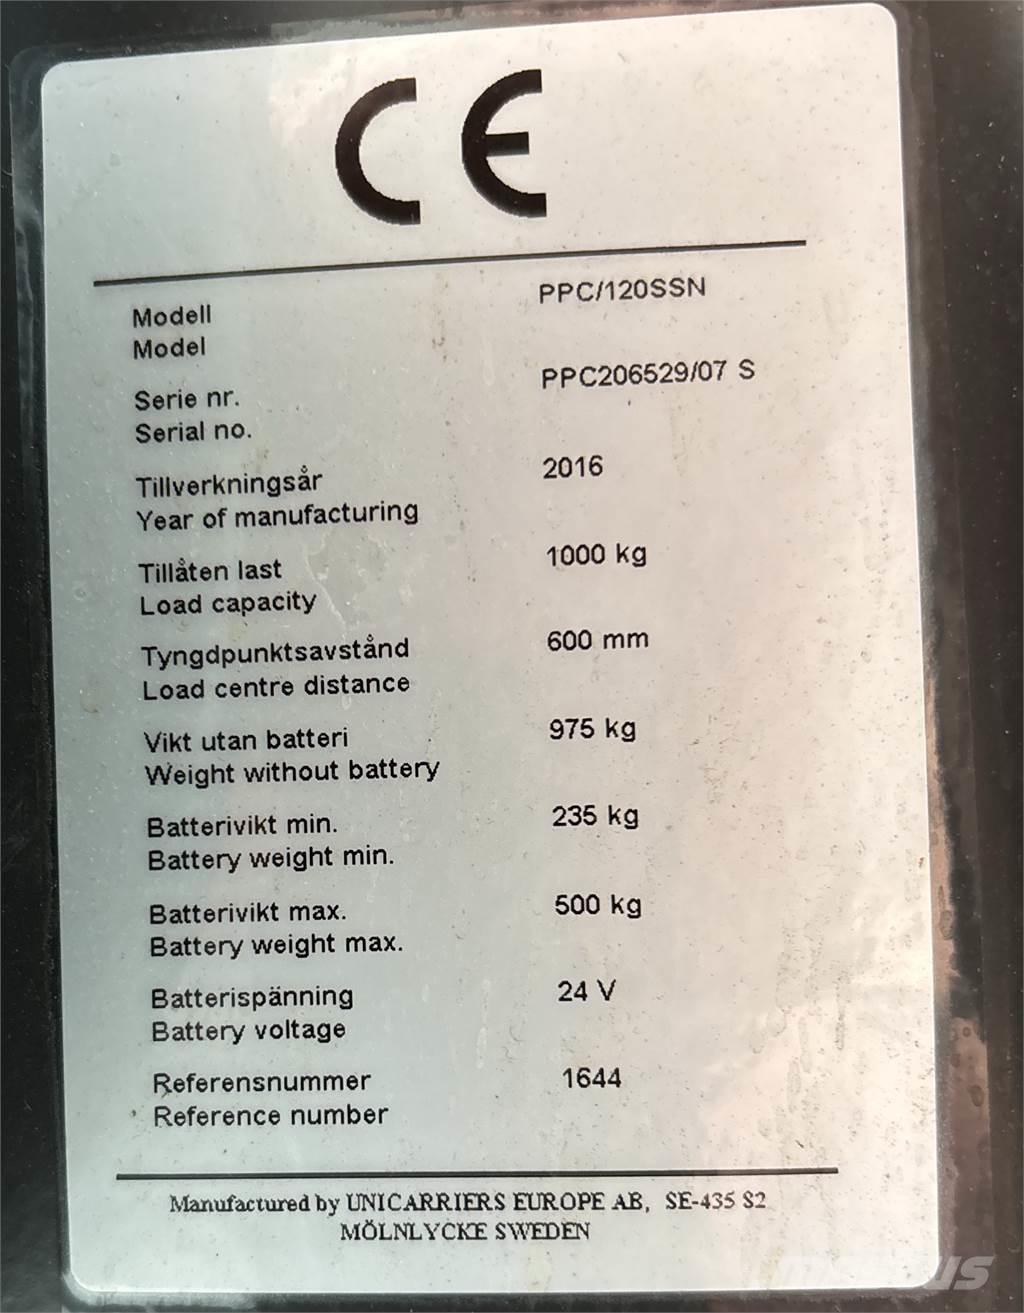 CE
Modell PPC/120SSN
Model
Serie nr. PPC206529/07 S
Serial no.
Tillverkningsår 2016
Year of manufacturing
Tillåten last 1000 kg
Load capacity
Tyngdpunktsavstånd 600 mm
Load centre distance
Vikt utan batteri 975 kg
Weight without battery
Batterivikt min. 235 kg
Battery weight min.
Batterivikt max. 500 kg
Battery weight max.
Batterispänning 24 V
Battery voltage
Referensnummer 1644
Reference number
Manufactured by UNICARRIERS EUROPE AB, SE-435 S2
MÖLNLYCKE SWEDEN
MASCUS